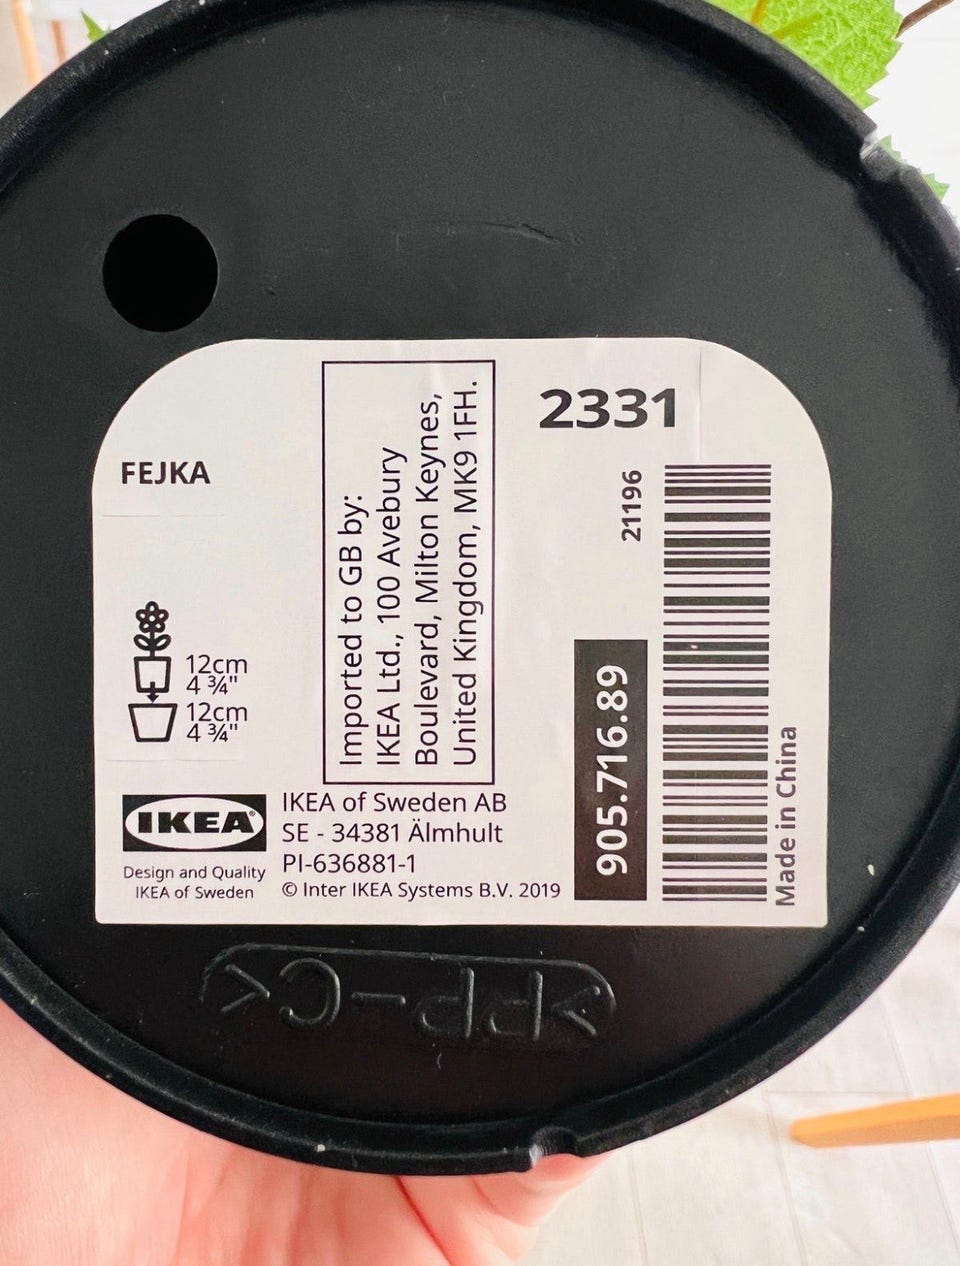 FEJKA
12cm
4 ¾"
12cm
4 ¾"
IKEA
Design and Quality
IKEA of Sweden
Imported to GB by:
IKEA Ltd., 100 Avebury
Boulevard, Milton Keynes,
United Kingdom, MK9 1FH.
IKEA of Sweden AB
SE - 34381 Älmhult
PI-636881-1
© Inter IKEA Systems B.V. 2019
2331
21196
905.716.89
Made in China
>PP-C<